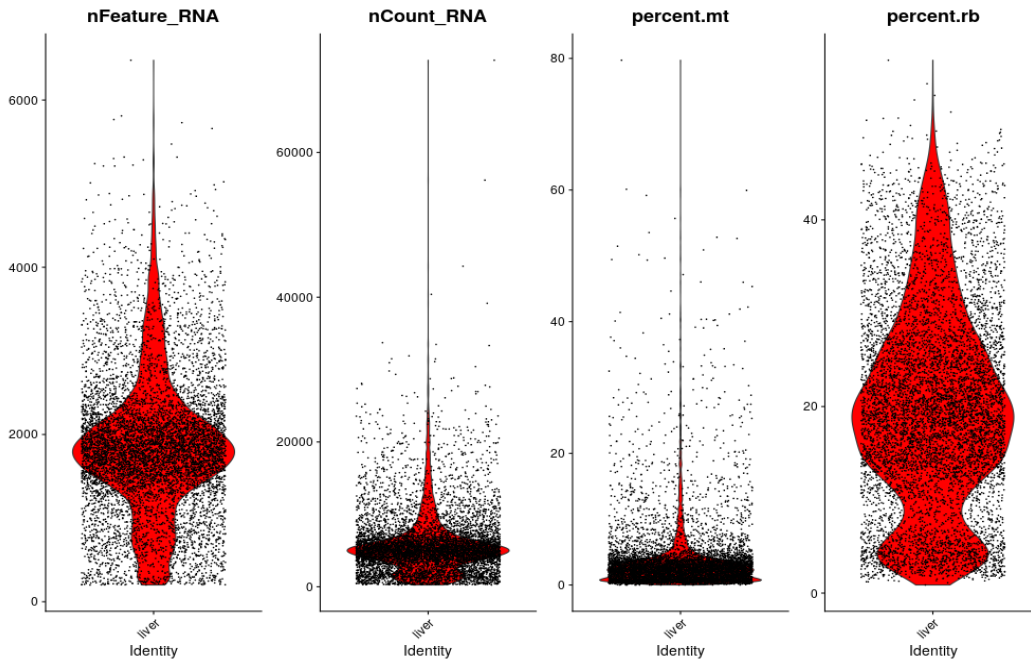 nFeature_RNA
6000
4000
2000
0
liver
Identity
nCount_RNA
60000
40000
20000
0
liver
Identity
percent.mt
80
60
40
20
0
liver
Identity
percent.rb
40
20
0
liver
Identity